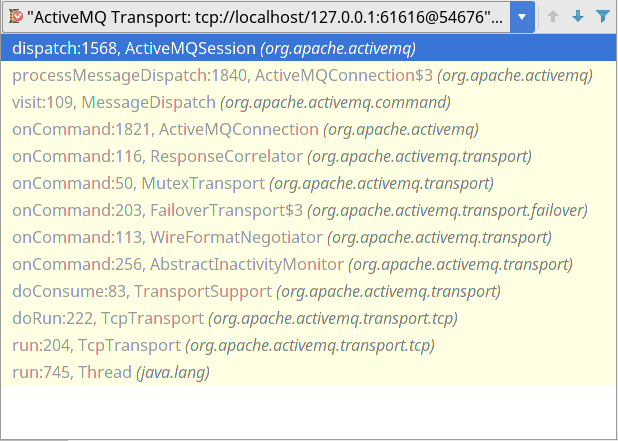 "ActiveMQ Transport: tcp://localhost/127.0.0.1:61616@54676"...
dispatch:1568, ActiveMQSession (org.apache.activemq)
processMessageDispatch:1840, ActiveMQConnection$3 (org.apache.activemq)
visit:109, MessageDispatch (org.apache.activemq.command)
onCommand:1821, ActiveMQConnection (org.apache.activemq)
onCommand:116, ResponseCorrelator (org.apache.activemq.transport)
onCommand:50, MutexTransport (org.apache.activemq.transport)
onCommand:203, FailoverTransport$3 (org.apache.activemq.transport.failover)
onCommand:113, WireFormatNegotiator (org.apache.activemq.transport)
onCommand:256, AbstractInactivityMonitor (org.apache.activemq.transport)
doConsume:83, TransportSupport (org.apache.activemq.transport)
doRun:222, TcpTransport (org.apache.activemq.transport.tcp)
run:204, TcpTransport (org.apache.activemq.transport.tcp)
run:745, Thread (java.lang)